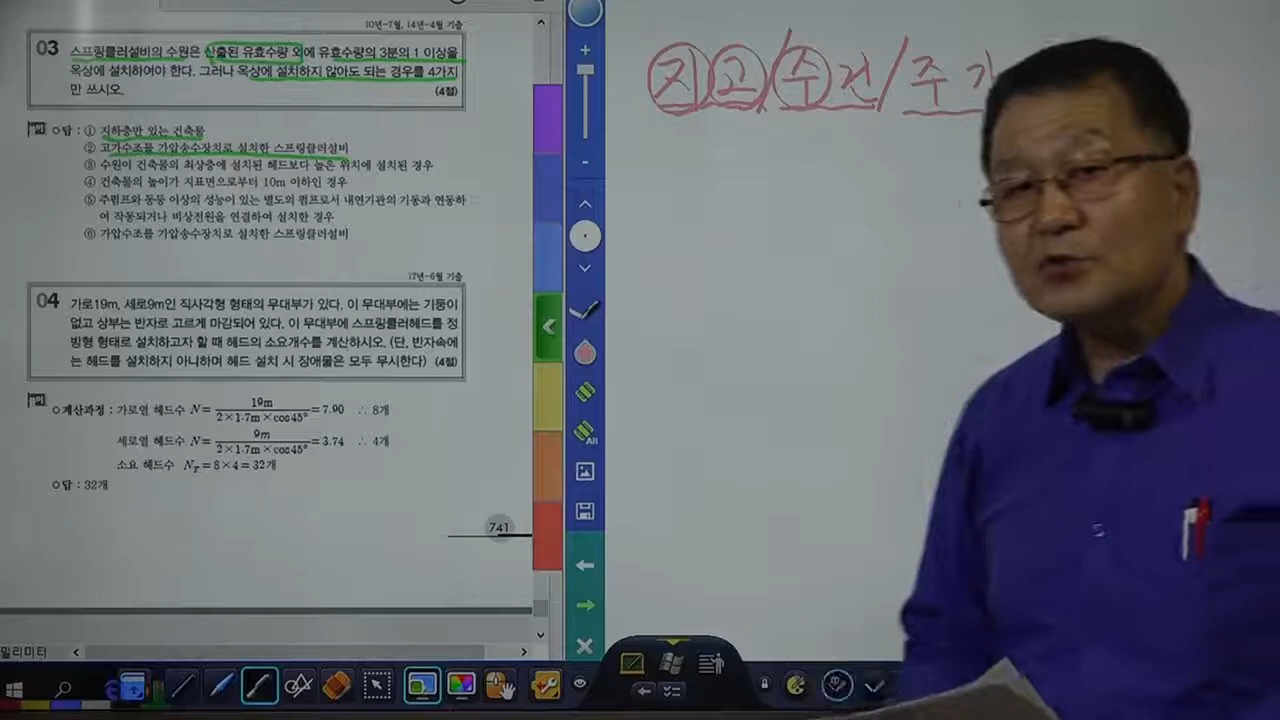 10년-7월, 14년-4월 기출
03 스프링클러설비의 수원은 산출된 유효수량 외에 유효수량의 3분의 1 이상을
옥상에 설치하여야 한다. 그러나 옥상에 설치하지 않아도 되는 경우를 4가지
만 쓰시오. (4점)
답 : ① 지하층만 있는 건축물
② 고가수조를 가압송수장치로 설치한 스프링클러설비
③ 수원이 건축물의 최상층에 설치된 헤드보다 높은 위치에 설치된 경우
④ 건축물의 높이가 지표면으로부터 10m 이하인 경우
⑤ 주펌프와 동등 이상의 성능이 있는 별도의 펌프로서 내연기관의 기동과 연동하
여 작동되거나 비상전원을 연결하여 설치한 경우
⑥ 가압수조를 가압송수장치로 설치한 스프링클러설비
17년-6월 기출
04 가로19m, 세로9m인 직사각형 형태의 무대부가 있다. 이 무대부에는 기둥이
없고 상부는 반자로 고르게 마감되어 있다. 이 무대부에 스프링클러헤드를 정
방형 형태로 설치하고자 할 때 헤드의 소요개수를 계산하시오. (단, 반자속에
는 헤드를 설치하지 아니하며 헤드 설치 시 장애물은 모두 무시한다) (4점)
계산과정 : 가로열 헤드수 N = 19m / (2×1.7m×cos45°) = 7.90 ∴ 8개
세로열 헤드수 N = 9m / (2×1.7m×cos45°) = 3.74 ∴ 4개
소요 헤드수 N_T = 8×4 = 32개
답 : 32개
741
밀리미터
지고/수건/주
All